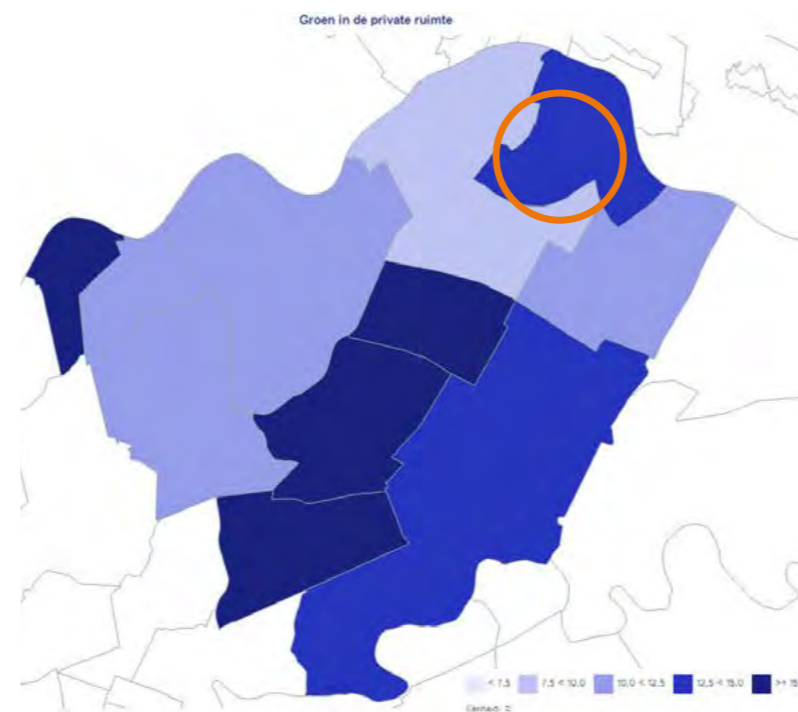 Groen in de private ruimte
< 7,5 7,5 < 10,0 10,0 < 12,5 12,5 < 15,0 >= 15
Eenheid: %